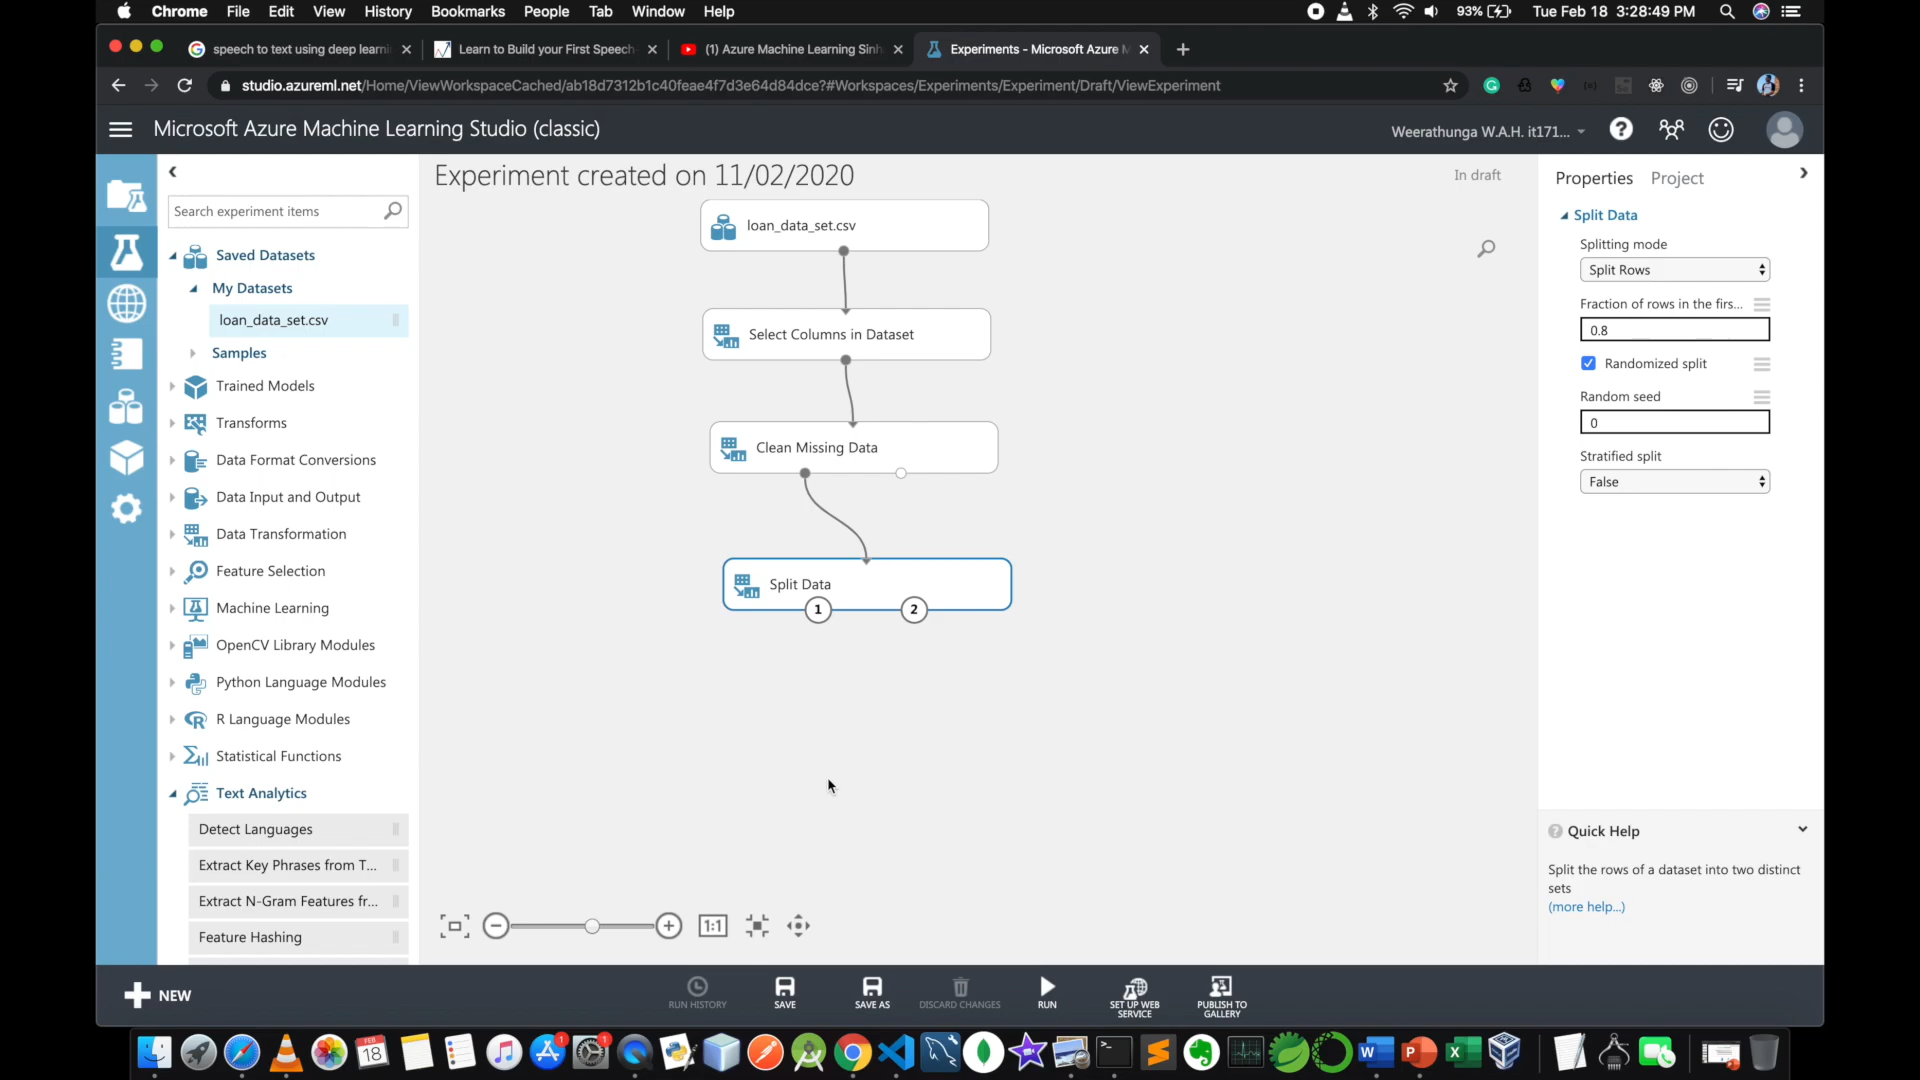 Chrome File Edit View History Bookmarks People Tab Window Help 93% Tue Feb 18 3:28:49 PM
speech to text using deep learni Learn to Build your First Speech- (1) Azure Machine Learning Sinh Experiments - Microsoft Azure M
studio.azureml.net/Home/ViewWorkspaceCached/ab18d7312b1c40feae4f7d3e64d84dce?#Workspaces/Experiments/Experiment/Draft/ViewExperiment
Microsoft Azure Machine Learning Studio (classic) Weerathunga W.A.H. it171...
Search experiment items
Saved Datasets
My Datasets
loan_data_set.csv
Samples
Trained Models
Transforms
Data Format Conversions
Data Input and Output
Data Transformation
Feature Selection
Machine Learning
OpenCV Library Modules
Python Language Modules
R Language Modules
Statistical Functions
Text Analytics
Detect Languages
Extract Key Phrases from T...
Extract N-Gram Features fr...
Feature Hashing
Experiment created on 11/02/2020
In draft
loan_data_set.csv
Select Columns in Dataset
Clean Missing Data
Split Data
1 2
1:1
Properties Project
Split Data
Splitting mode
Split Rows
Fraction of rows in the firs...
0.8
Randomized split
Random seed
0
Stratified split
False
Quick Help
Split the rows of a dataset into two distinct
sets
(more help...)
NEW
RUN HISTORY
SAVE
SAVE AS
DISCARD CHANGES
RUN
SET UP WEB
SERVICE
PUBLISH TO
GALLERY
FEB
18